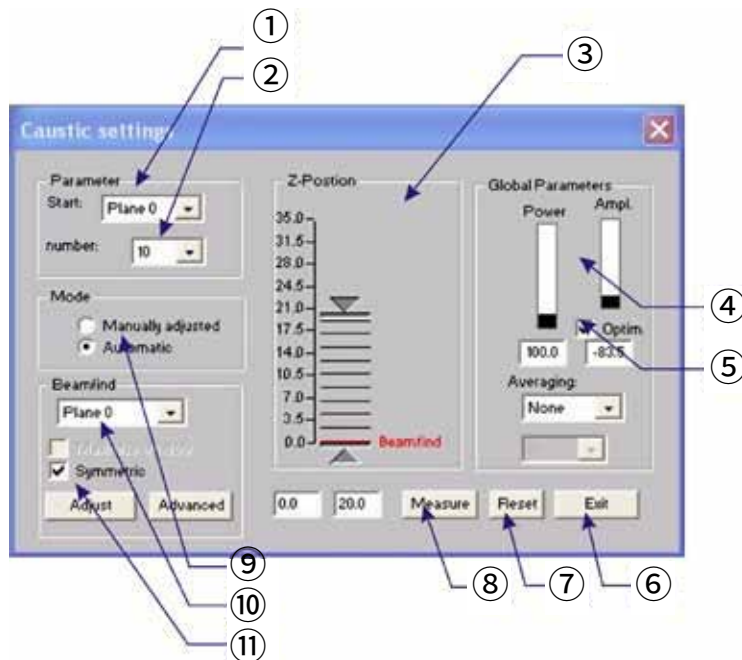 ①
②
③
Caustic settings
Parameter
Start: Plane 0
number: 10
Mode
Manually adjusted
Automatic
Beamfind
Plane 0
Symmetric
Adjust Advanced
Z-Postion
35.0
31.5
28.0
24.5
21.0
17.5
14.0
10.5
7.0
3.5
0.0 Beamfind
0.0 20.0 Measure Reset Exit
Global Parameters
Power Ampl.
Optim.
100.0 -83.5
Averaging:
None
④
⑤
⑥
⑦
⑧
⑨
⑩
⑪